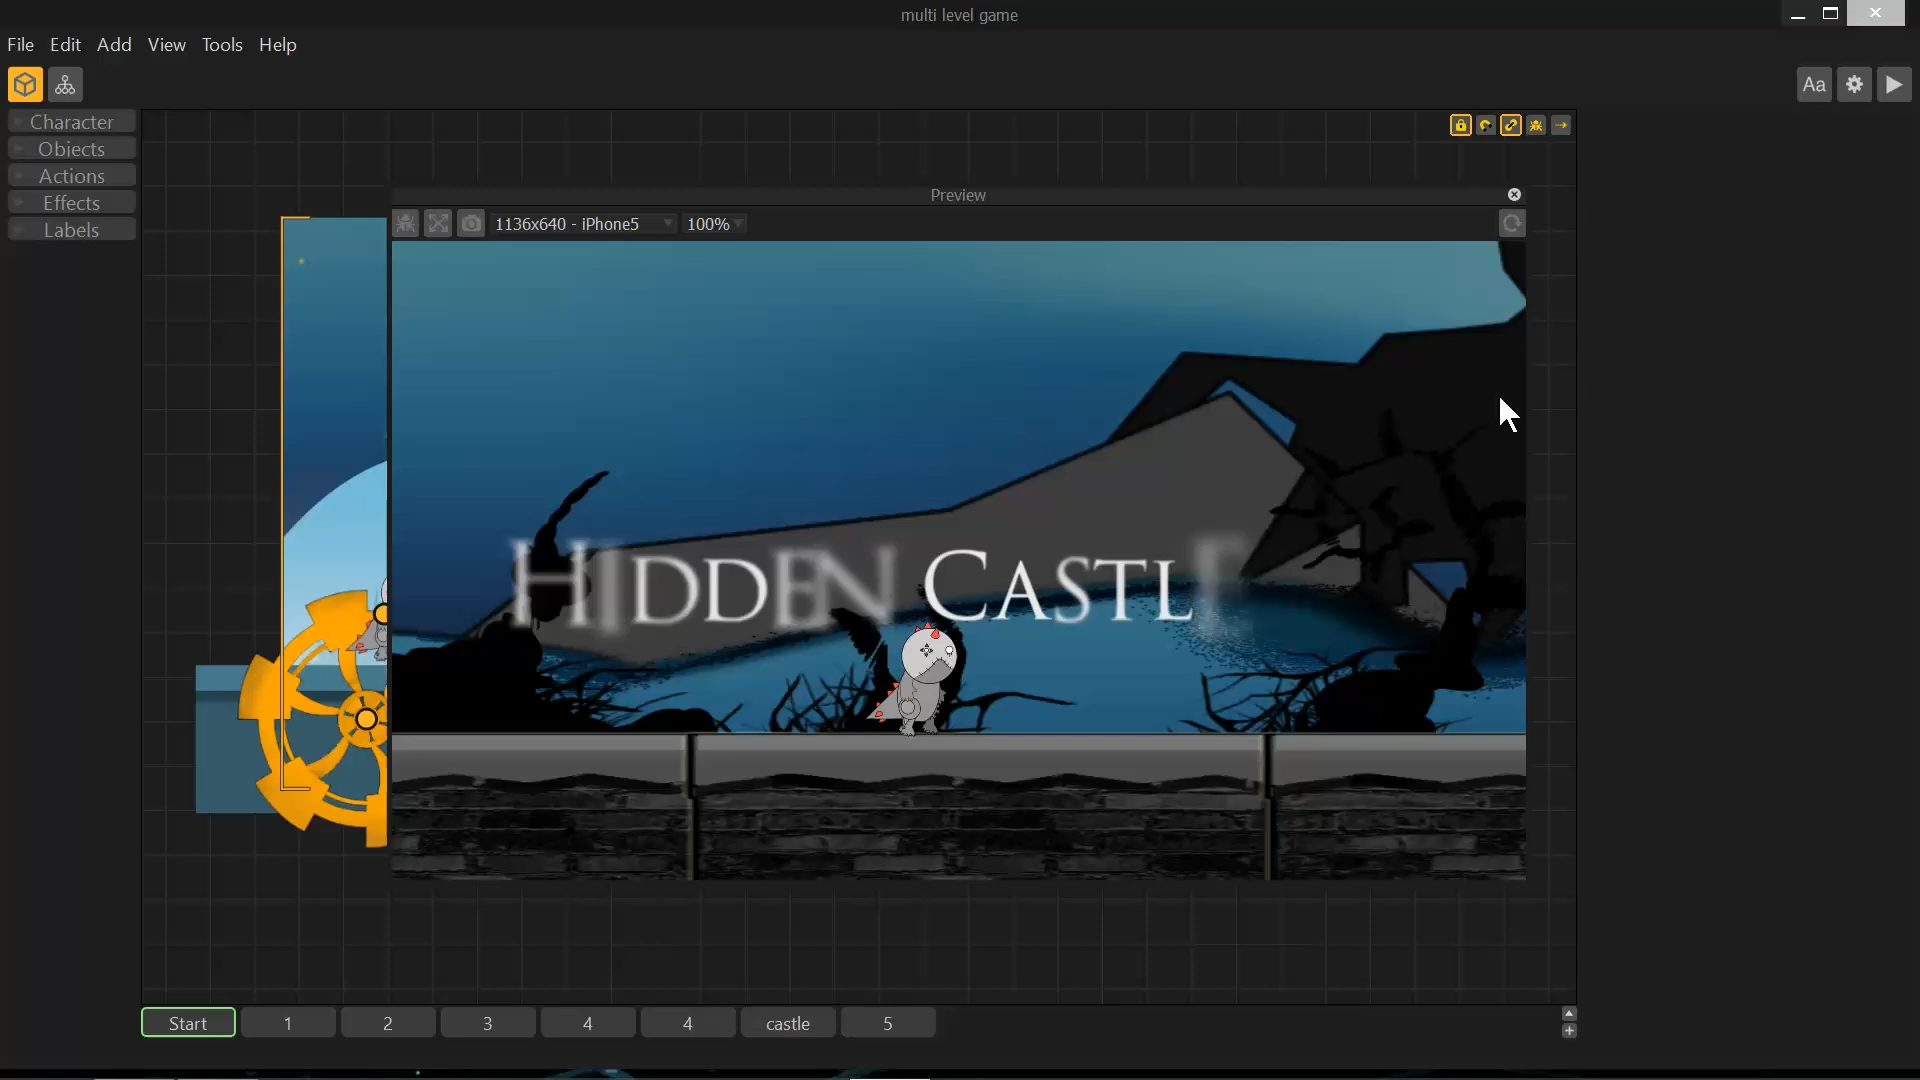 multi level game
File Edit Add View Tools Help
Aa
Character
Objects
Actions
Effects
Labels
Preview
1136x640 - iPhone5 100%
HIDDEN CASTLE
Start 1 2 3 4 4 castle 5